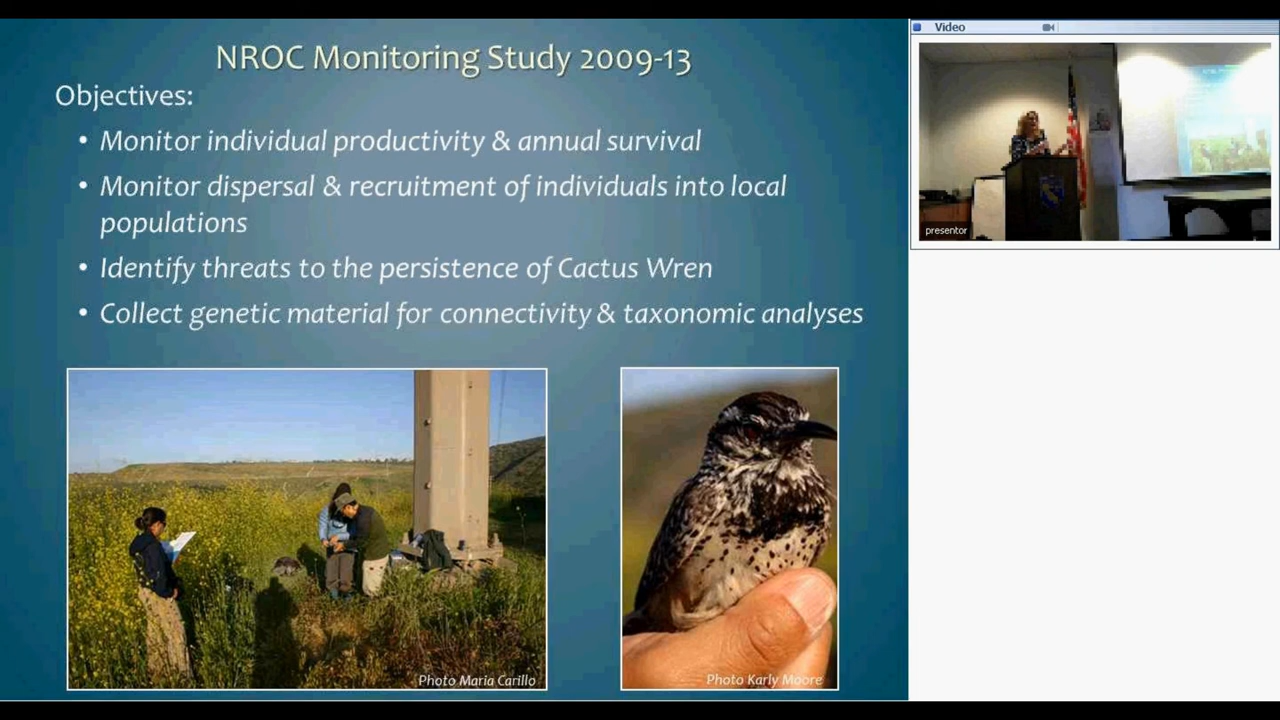 NROC Monitoring Study 2009-13
Objectives:
• Monitor individual productivity & annual survival
• Monitor dispersal & recruitment of individuals into local
populations
• Identify threats to the persistence of Cactus Wren
• Collect genetic material for connectivity & taxonomic analyses
Photo Maria Carillo
Photo Karly Moore
Video
presentor